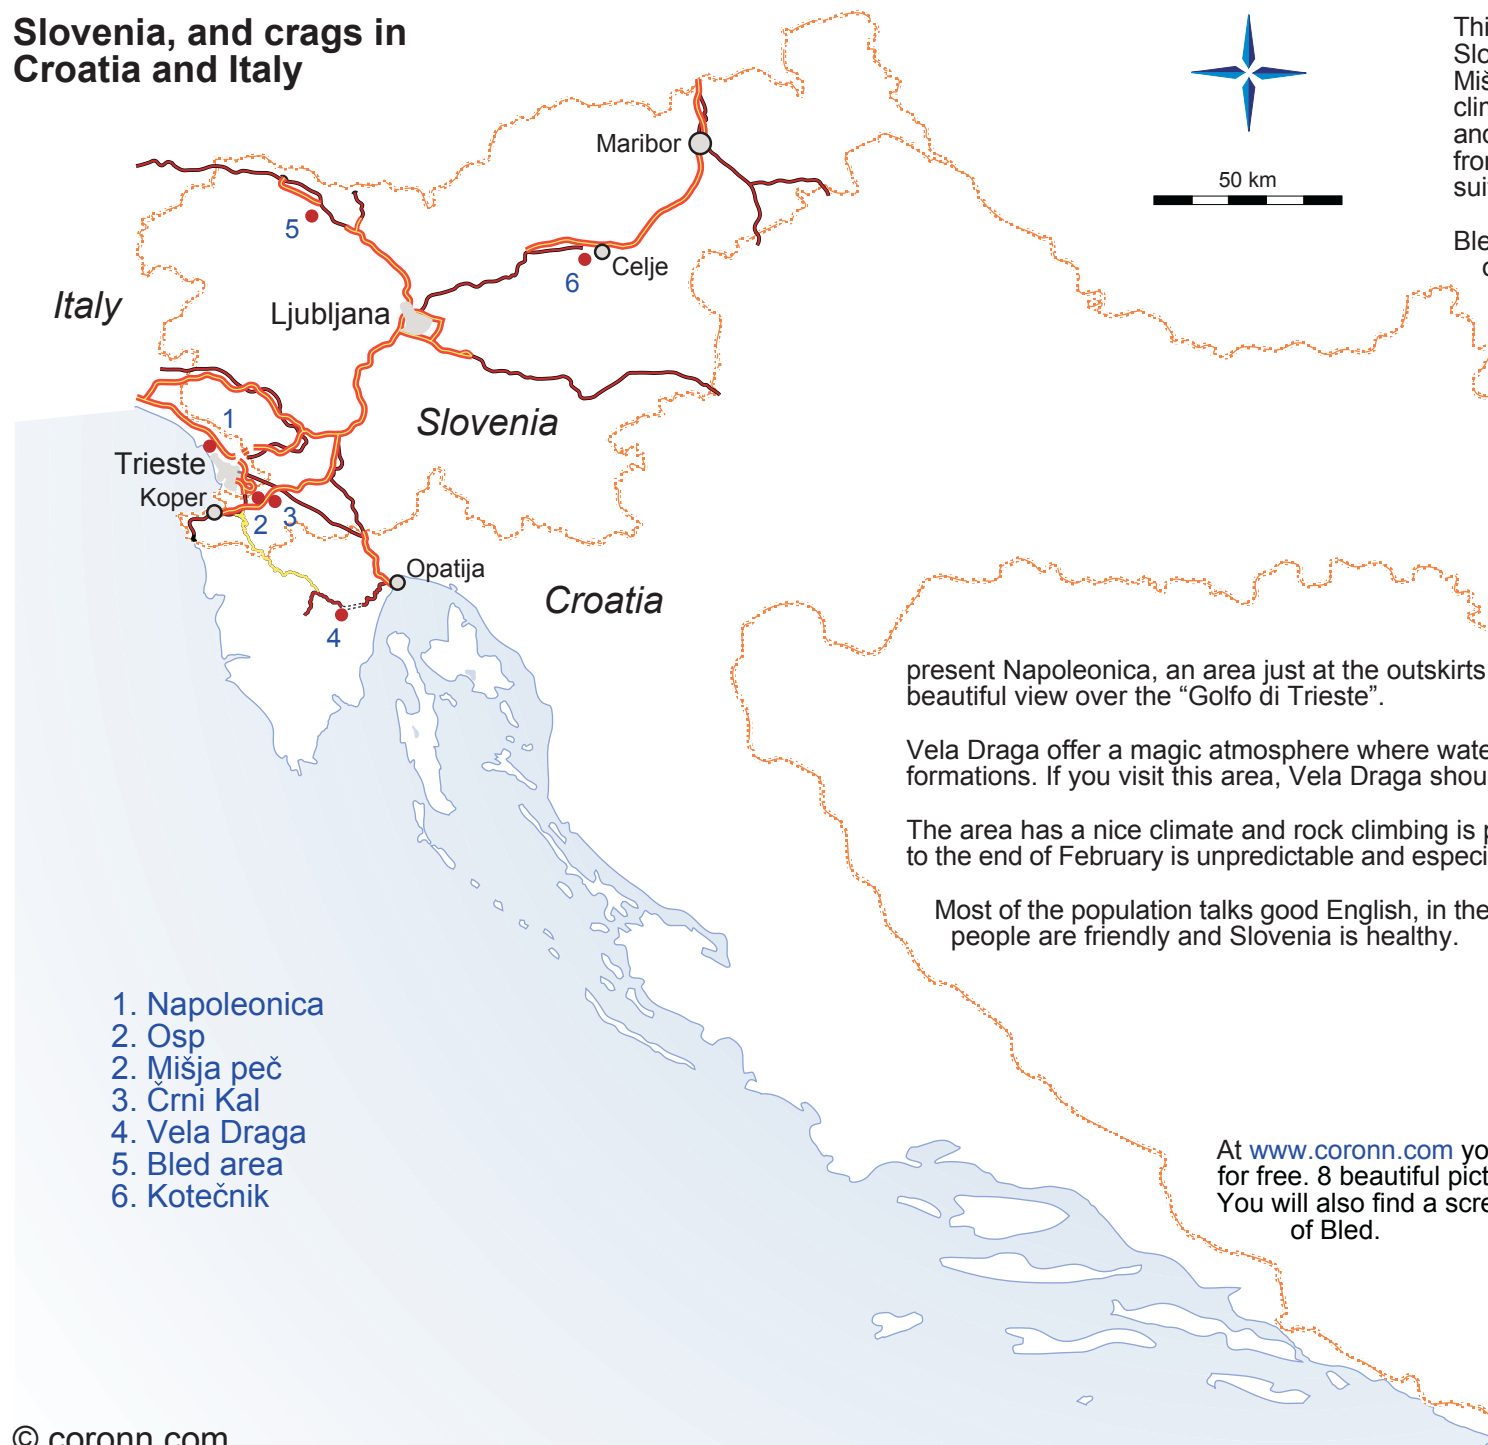 Slovenia, and crags in
Croatia and Italy
50 km
Maribor
5
6
Celje
Italy
Ljubljana
1
Slovenia
Trieste
Koper
2
3
Opatija
Croatia
4
present Napoleonica, an area just at the outskirts
beautiful view over the “Golfo di Trieste”.
Vela Draga offer a magic atmosphere where
formations. If you visit this area, Vela Draga
The area has a nice climate and rock climbing is
to the end of February is unpredictable and
Most of the population talks good English, in the
people are friendly and Slovenia is healthy.
1. Napoleonica
2. Osp
2. Mišja peč
3. Črni Kal
4. Vela Draga
5. Bled area
6. Kotečnik
At www.coronn.com
for free. 8 beautiful
You will also find a
of Bled.
© coronn.com